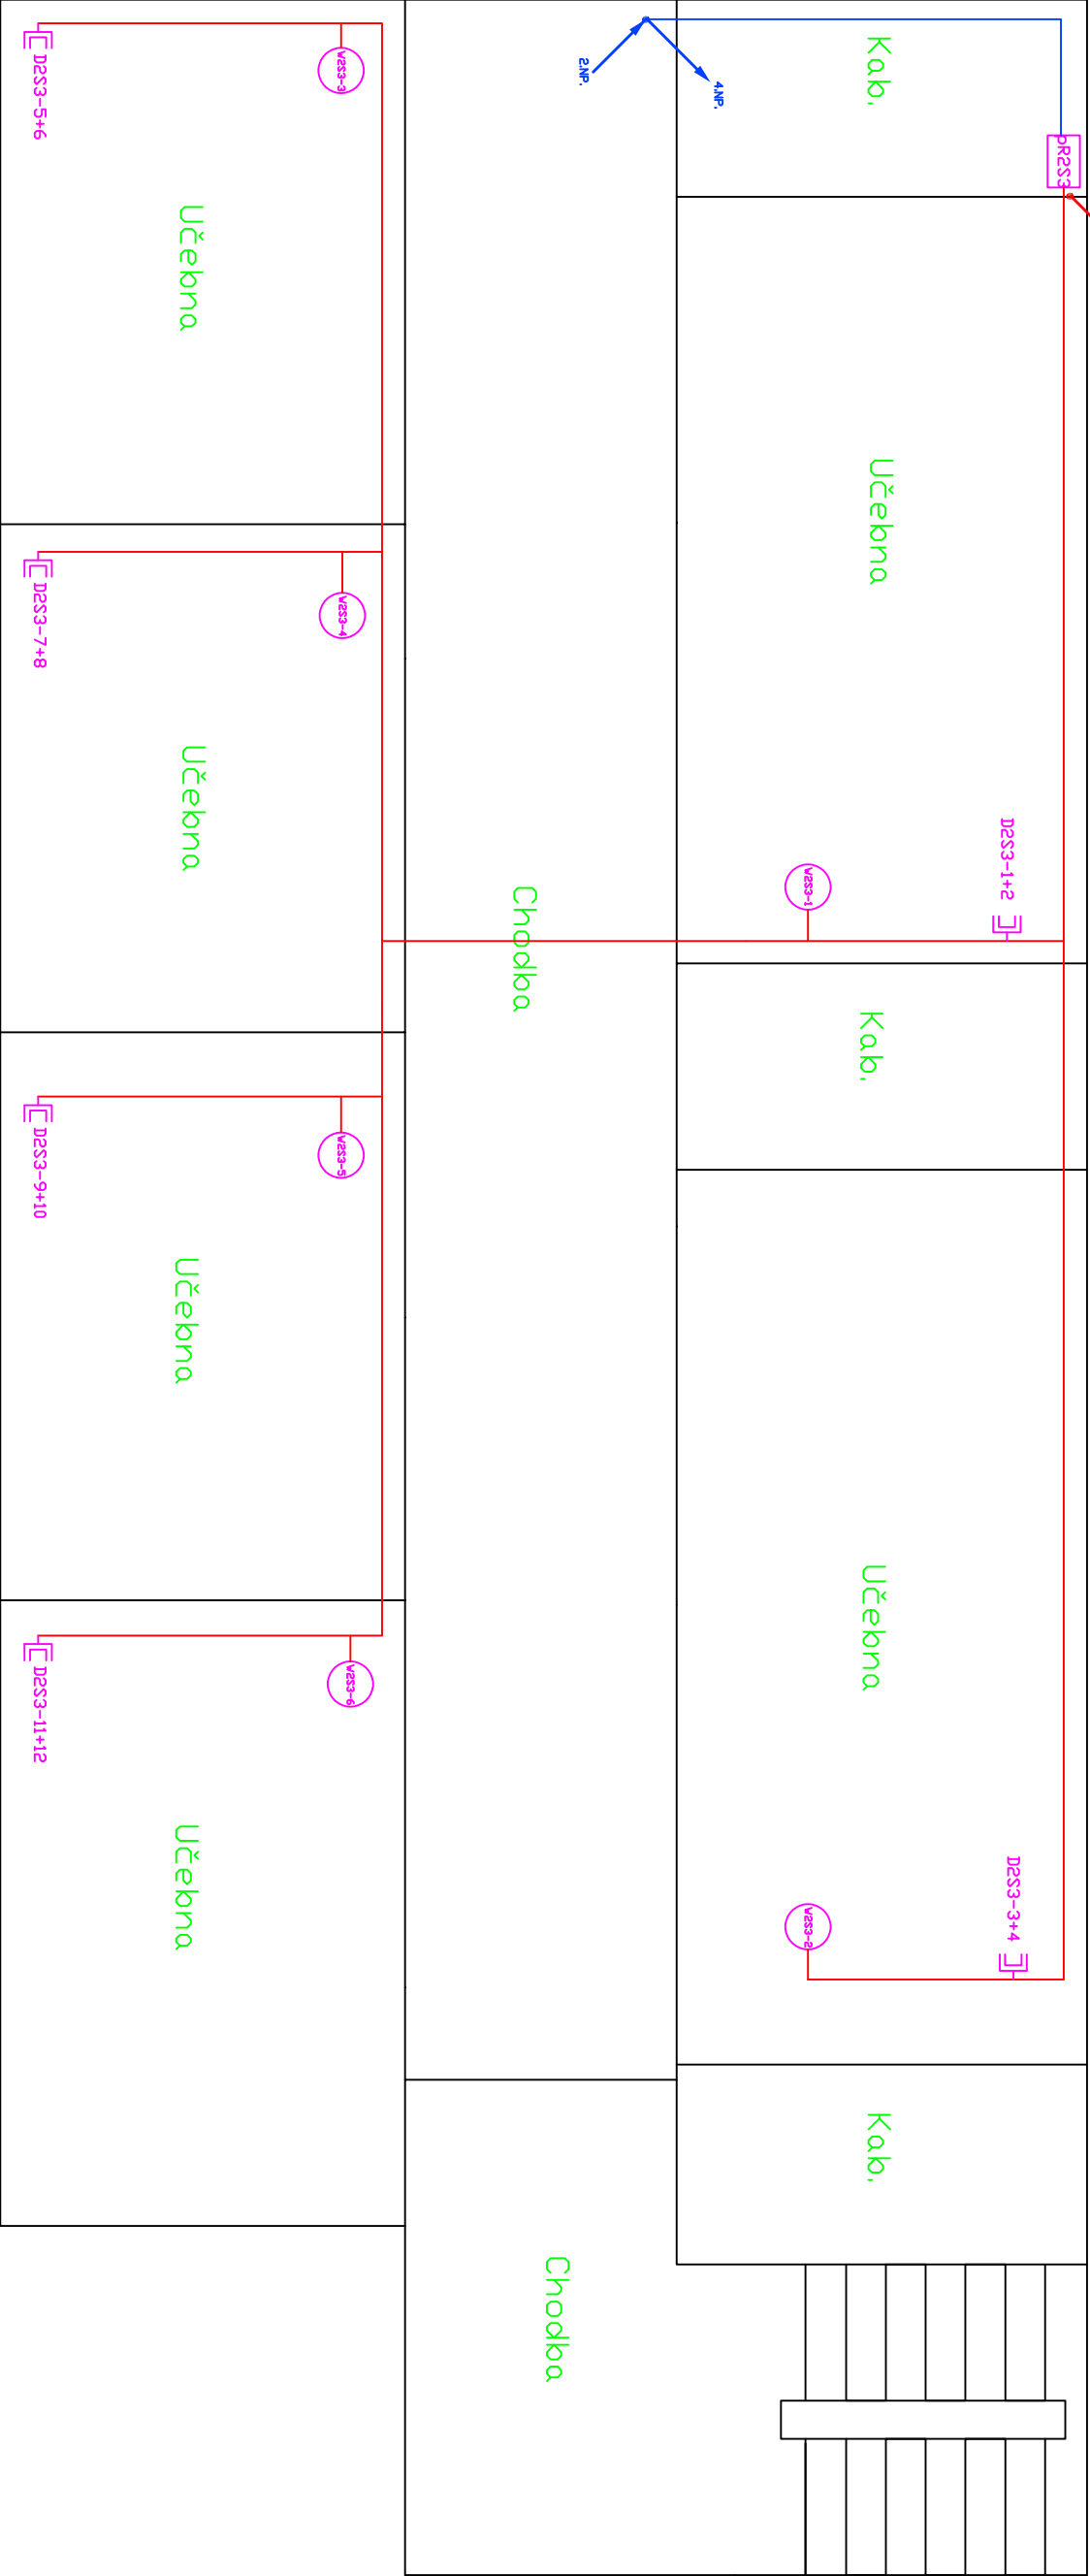 pR2S3
D2S3-1+2
D2S3-3+4
Kab.
Učebna
Kab.
Učebna
Kab.
W2S3-1
W2S3-2
4.NP.
2.NP.
Chodba
Chodba
W2S3-3
W2S3-4
W2S3-5
W2S3-6
Učebna
Učebna
Učebna
Učebna
D2S3-5+6
D2S3-7+8
D2S3-9+10
D2S3-11+12